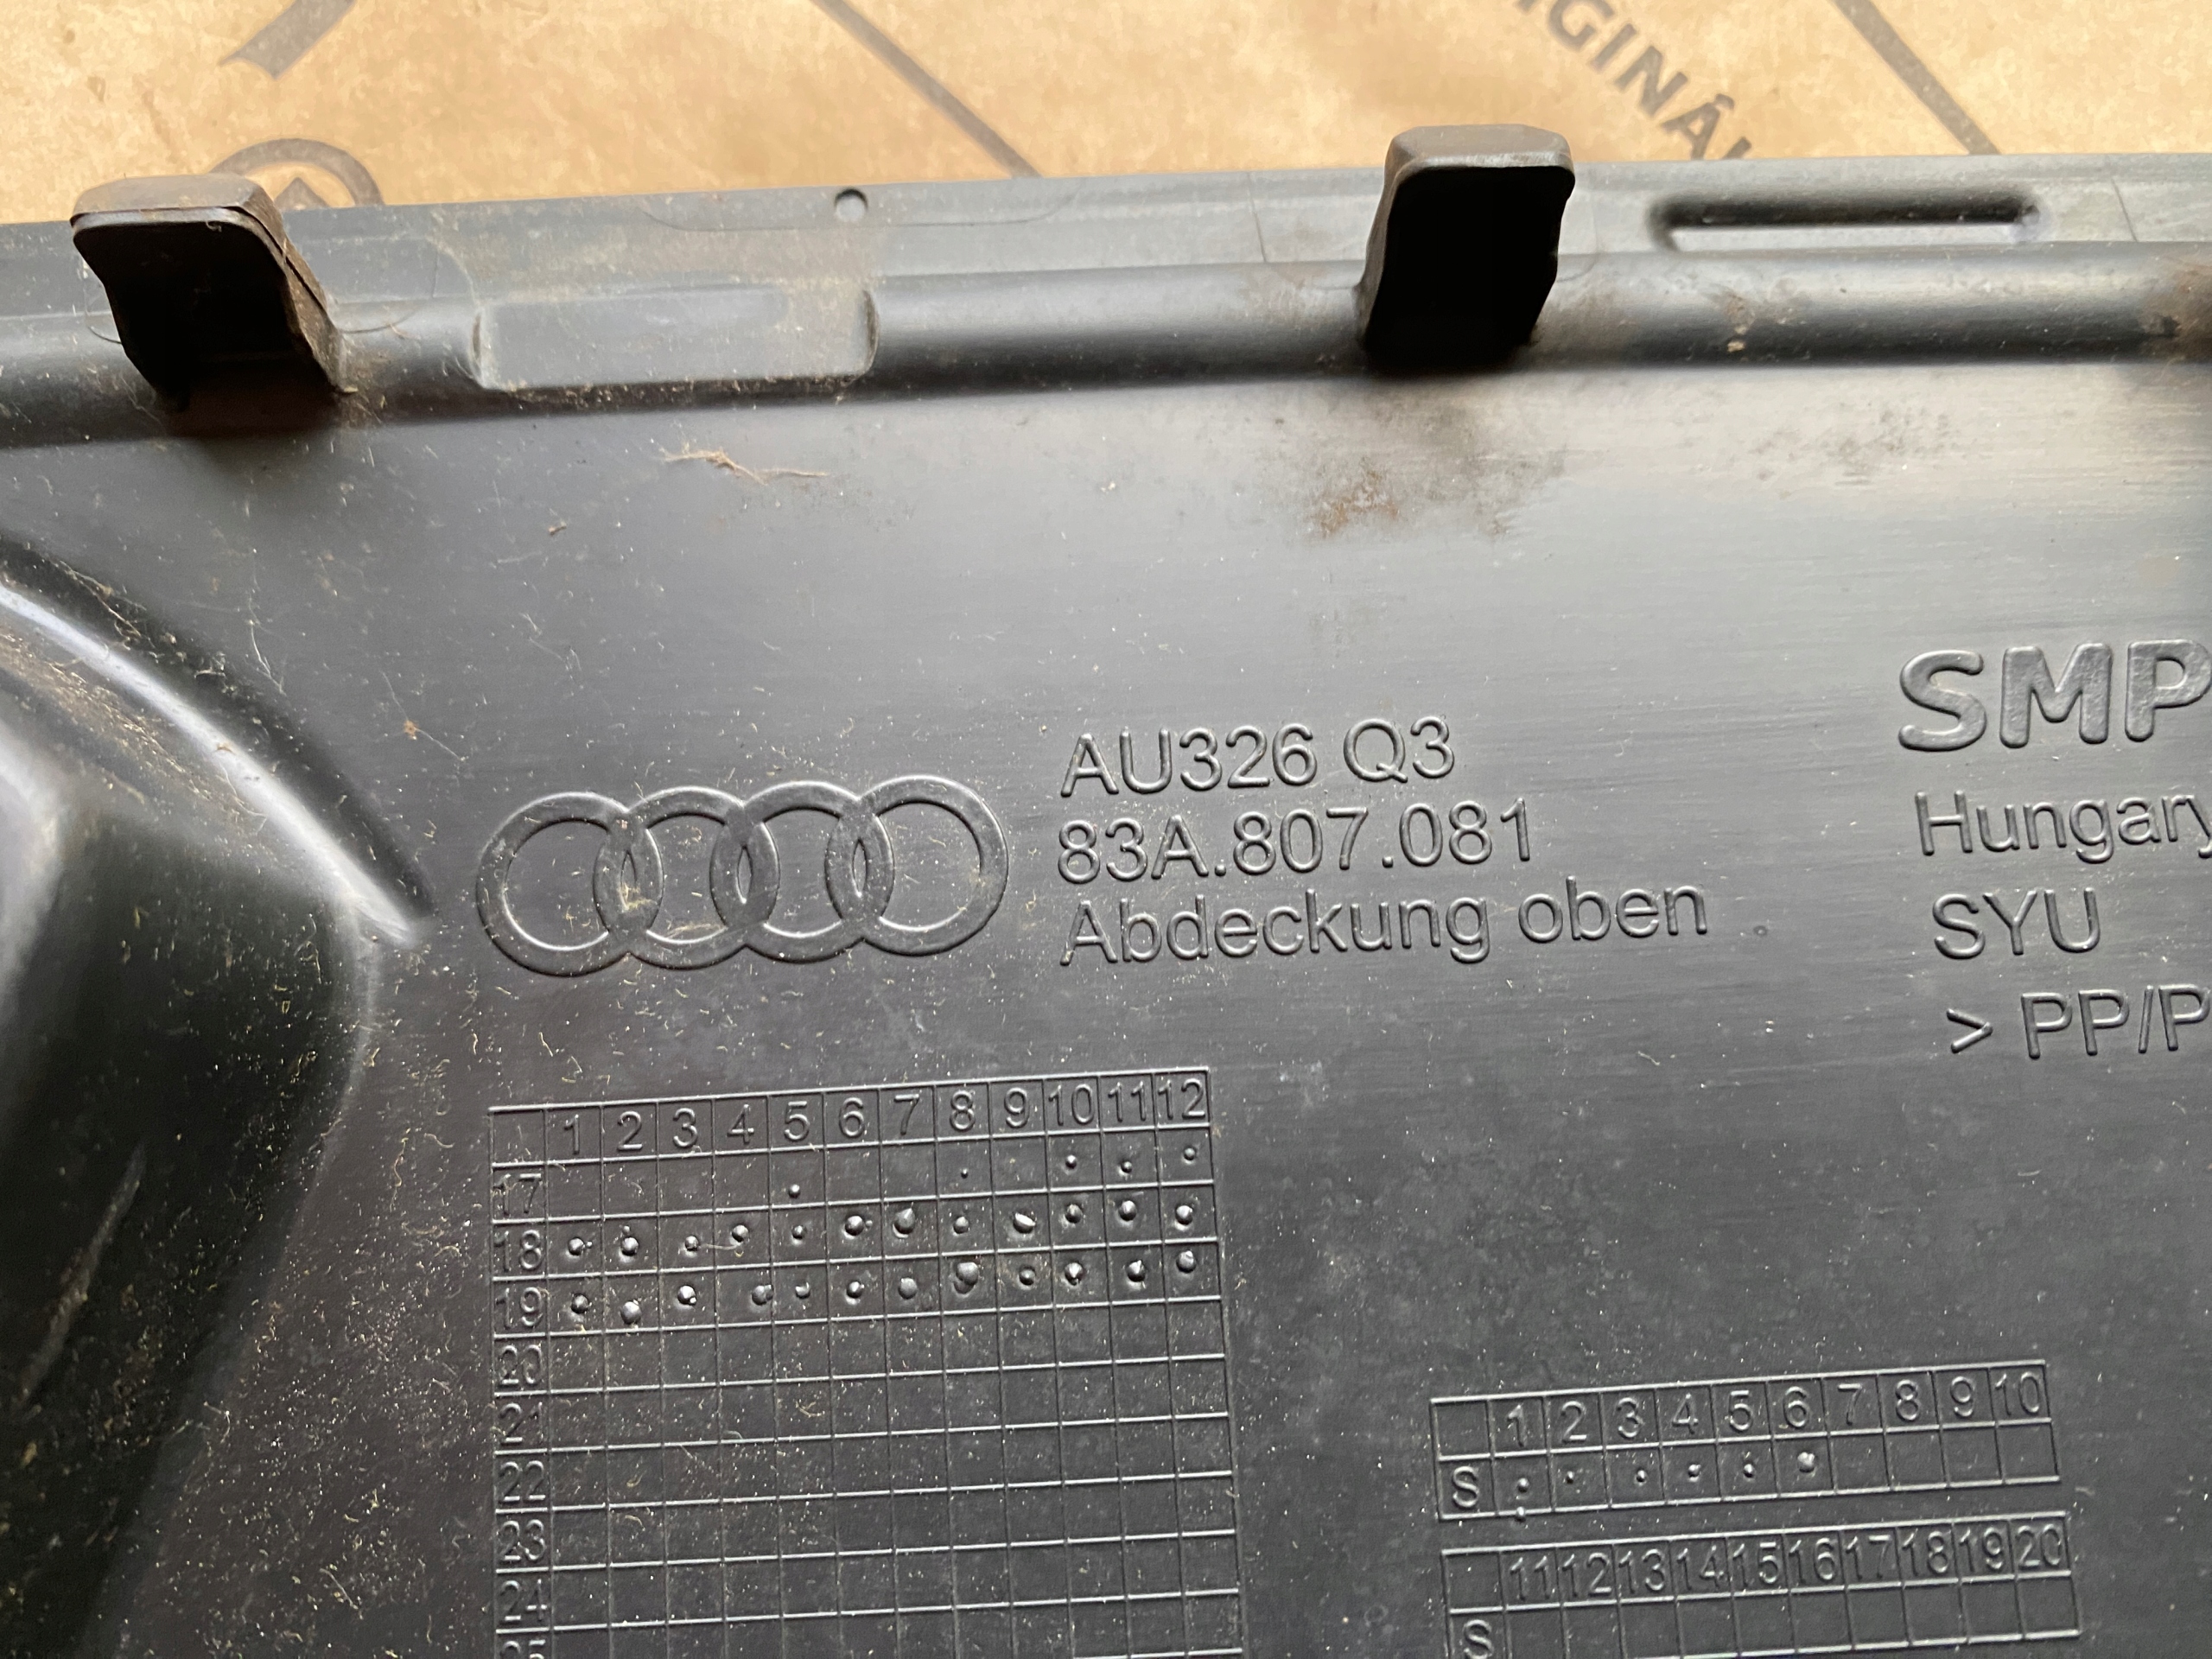 AU326 Q3
83A.807.081
Abdeckung oben
SMP
Hungary
SYU
> PP/P
1 2 3 4 5 6 7 8 9 10 11 12
17
18
19
20
21
22
23
24
1 2 3 4 5 6 7 8 9 10
S
11 12 13 14 15 16 17 18 19 20
S